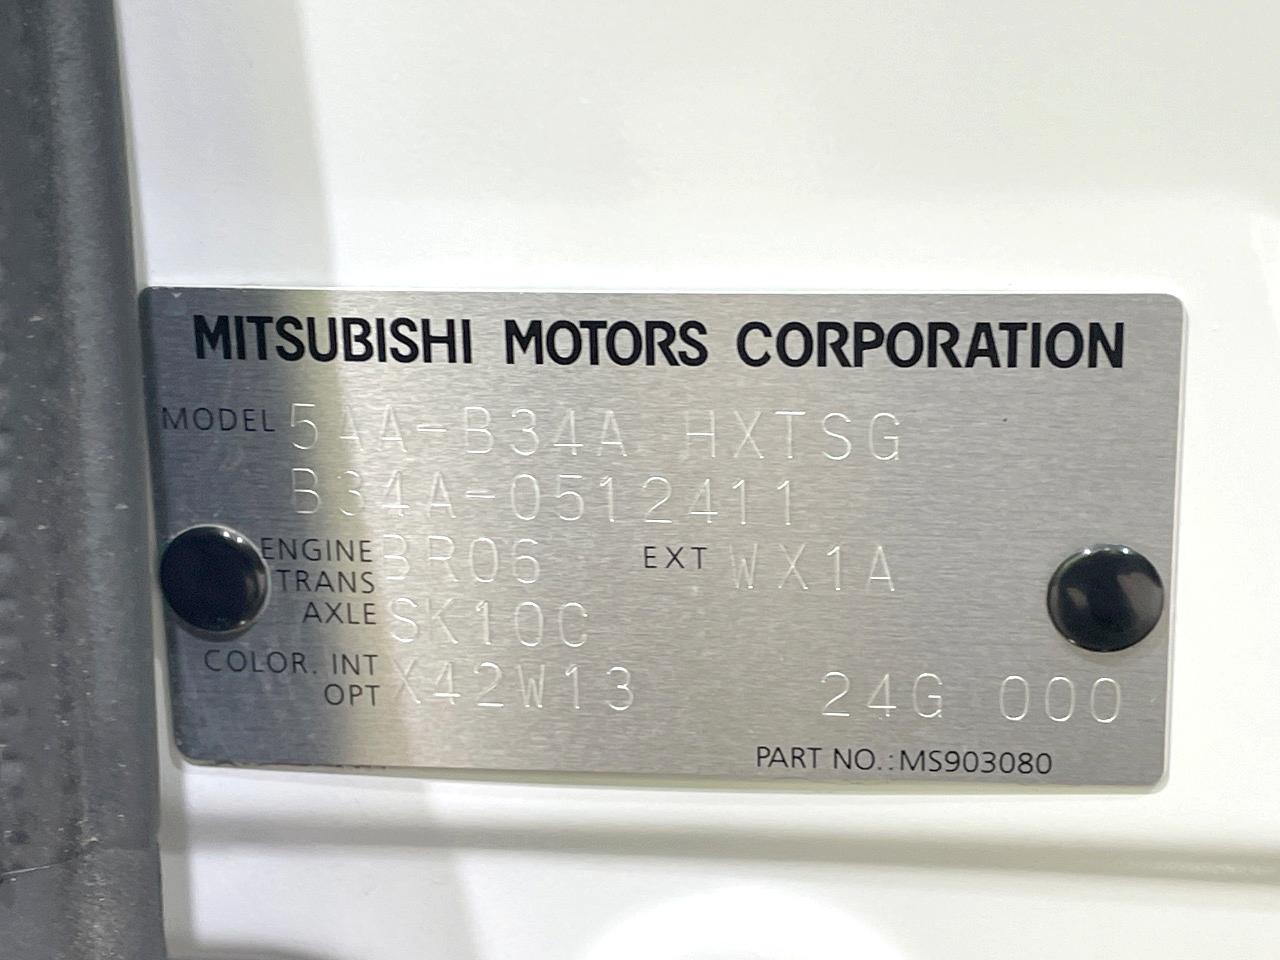 MITSUBISHI MOTORS CORPORATION
MODEL 5AA-B34A HXTSG
B34A-0512411
ENGINE BR06 EXT WX1A
TRANS
AXLE SK10C
COLOR. INT X42W13 24G 000
OPT
PART NO.:MS903080